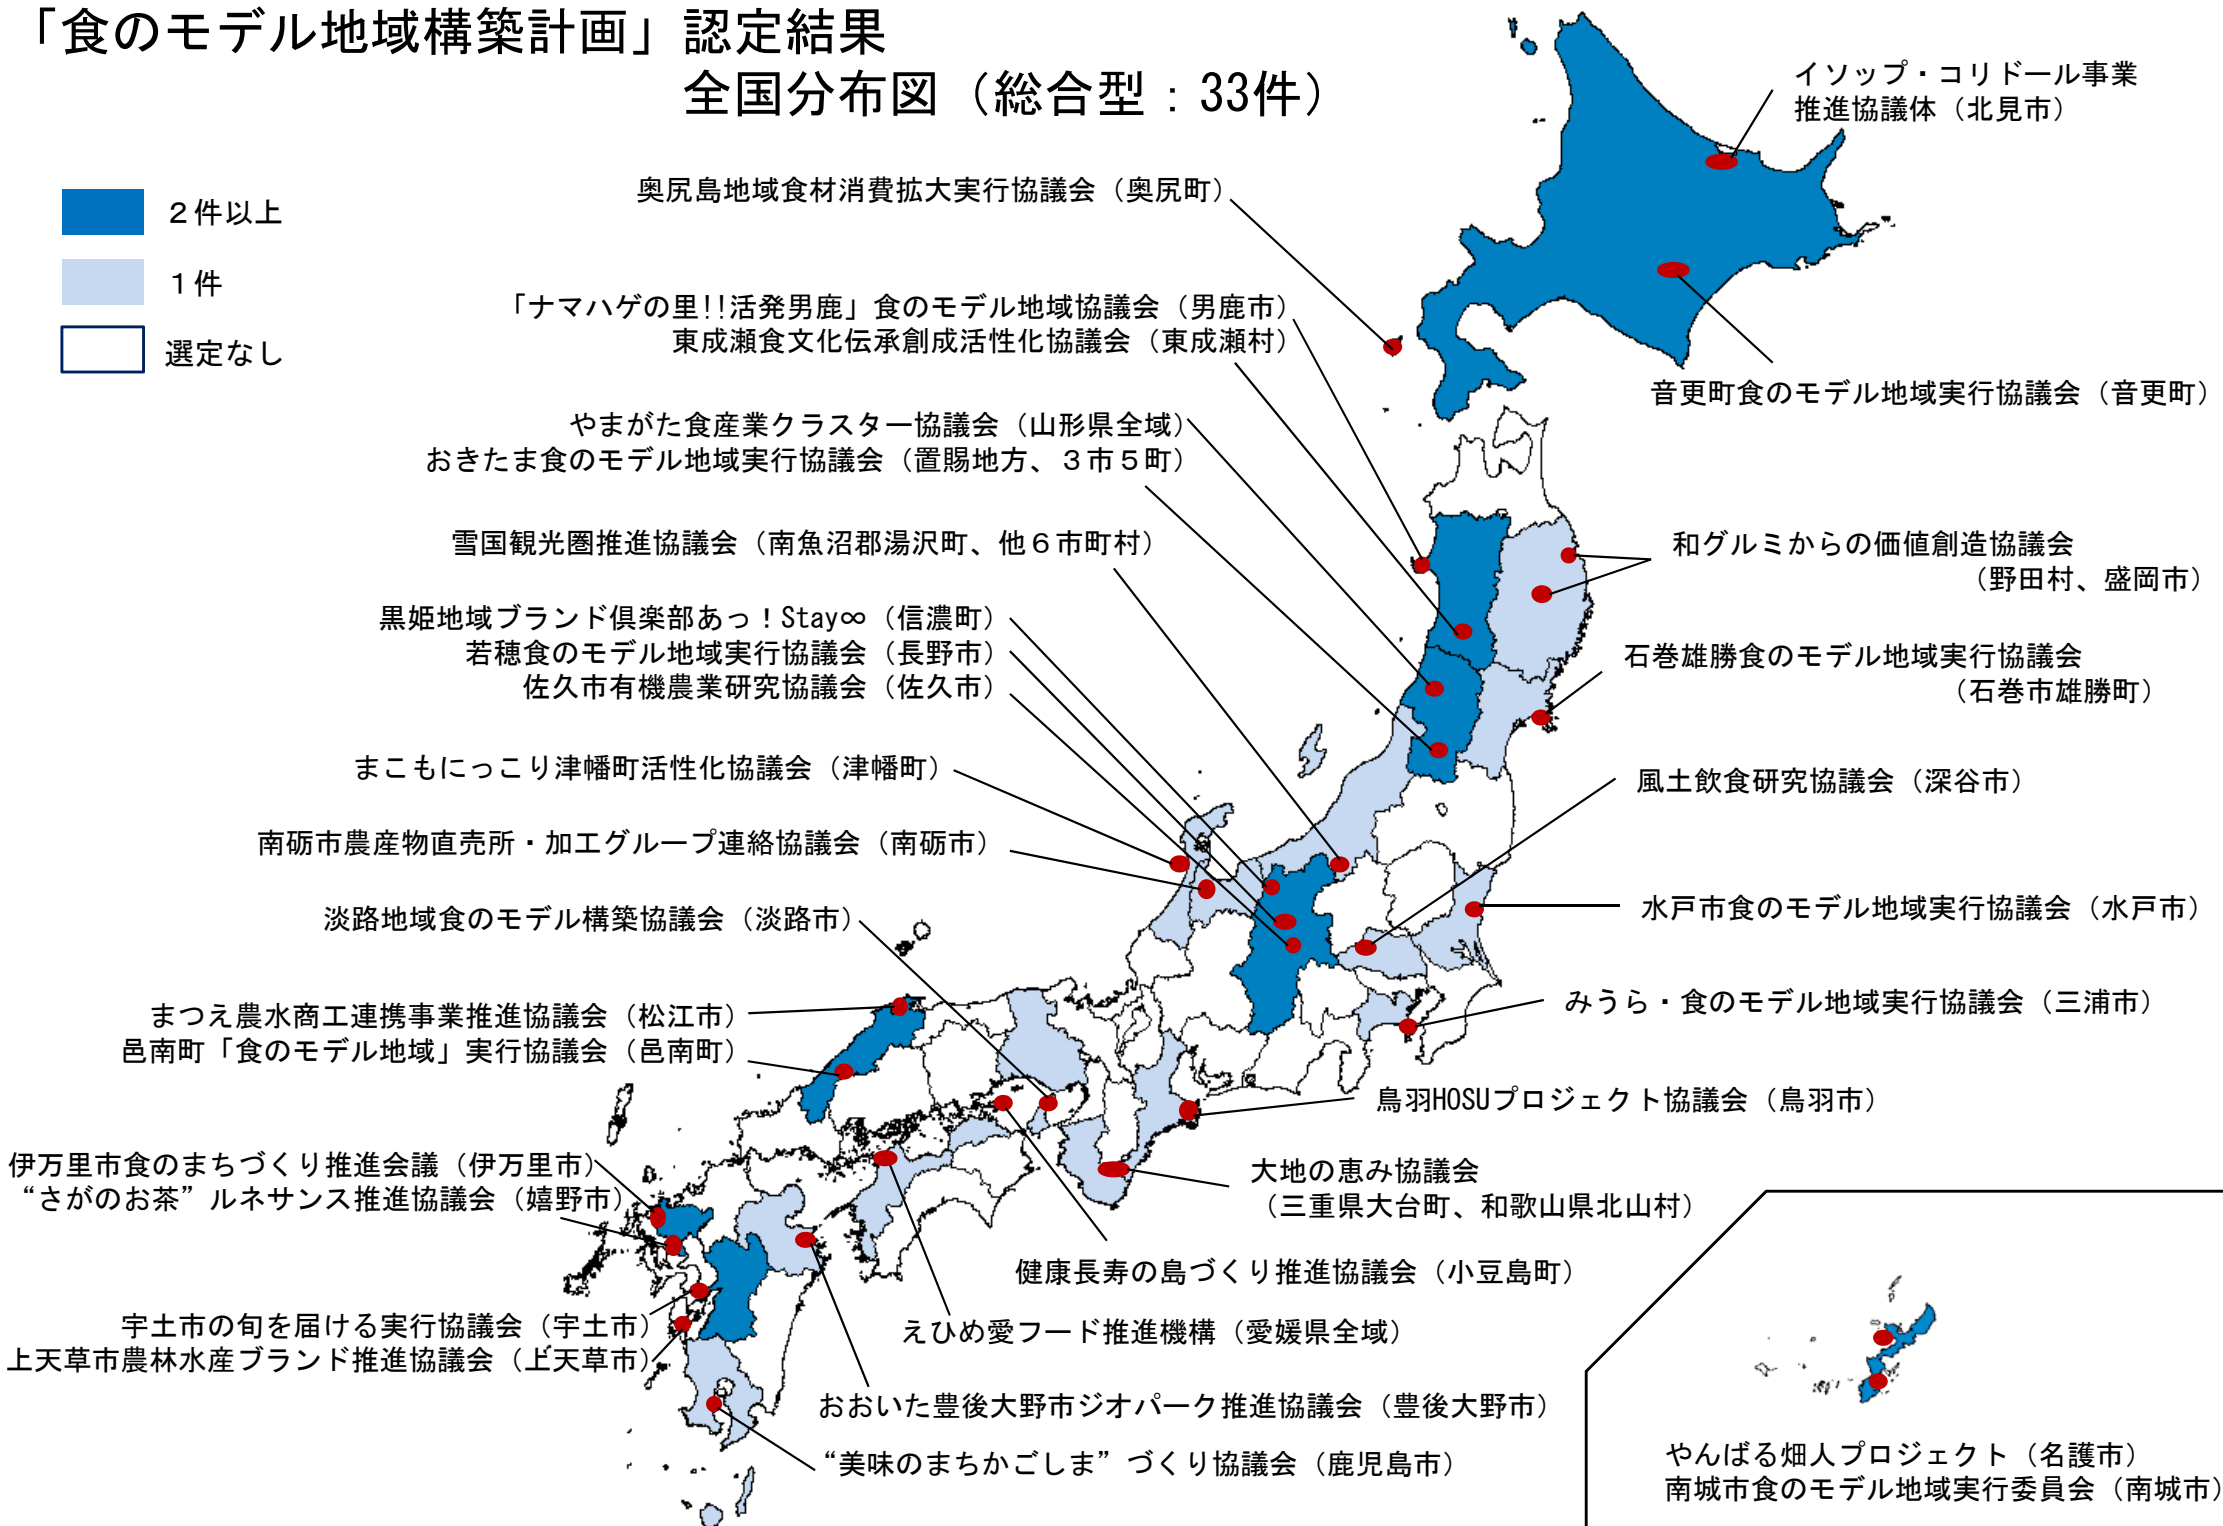 「食のモデル地域構築計画」認定結果
全国分布図（総合型：33件）
２件以上
１件
選定なし
イソップ・コリドール事業
推進協議体（北見市）
奥尻島地域食材消費拡大実行協議会（奥尻町）
「ナマハゲの里!!活発男鹿」食のモデル地域協議会（男鹿市）
東成瀬食文化伝承創成活性化協議会（東成瀬村）
音更町食のモデル地域実行協議会（音更町）
やまがた食産業クラスター協議会（山形県全域）
おきたま食のモデル地域実行協議会（置賜地方、３市５町）
雪国観光圏推進協議会（南魚沼郡湯沢町、他６市町村）
和グルミからの価値創造協議会
（野田村、盛岡市）
黒姫地域ブランド倶楽部あっ！Stay∞（信濃町）
若穂食のモデル地域実行協議会（長野市）
佐久市有機農業研究協議会（佐久市）
石巻雄勝食のモデル地域実行協議会
（石巻市雄勝町）
まこもにっこり津幡町活性化協議会（津幡町）
風土飲食研究協議会（深谷市）
南砺市農産物直売所・加工グループ連絡協議会（南砺市）
淡路地域食のモデル構築協議会（淡路市）
水戸市食のモデル地域実行協議会（水戸市）
まつえ農水商工連携事業推進協議会（松江市）
邑南町「食のモデル地域」実行協議会（邑南町）
みうら・食のモデル地域実行協議会（三浦市）
鳥羽HOSUプロジェクト協議会（鳥羽市）
伊万里市食のまちづくり推進会議（伊万里市）
“さがのお茶”ルネサンス推進協議会（嬉野市）
大地の恵み協議会
（三重県大台町、和歌山県北山村）
健康長寿の島づくり推進協議会（小豆島町）
宇土市の旬を届ける実行協議会（宇土市）
上天草市農林水産ブランド推進協議会（上天草市）
えひめ愛フード推進機構（愛媛県全域）
おおいた豊後大野市ジオパーク推進協議会（豊後大野市）
“美味のまちかごしま”づくり協議会（鹿児島市）
やんばる畑人プロジェクト（名護市）
南城市食のモデル地域実行委員会（南城市）